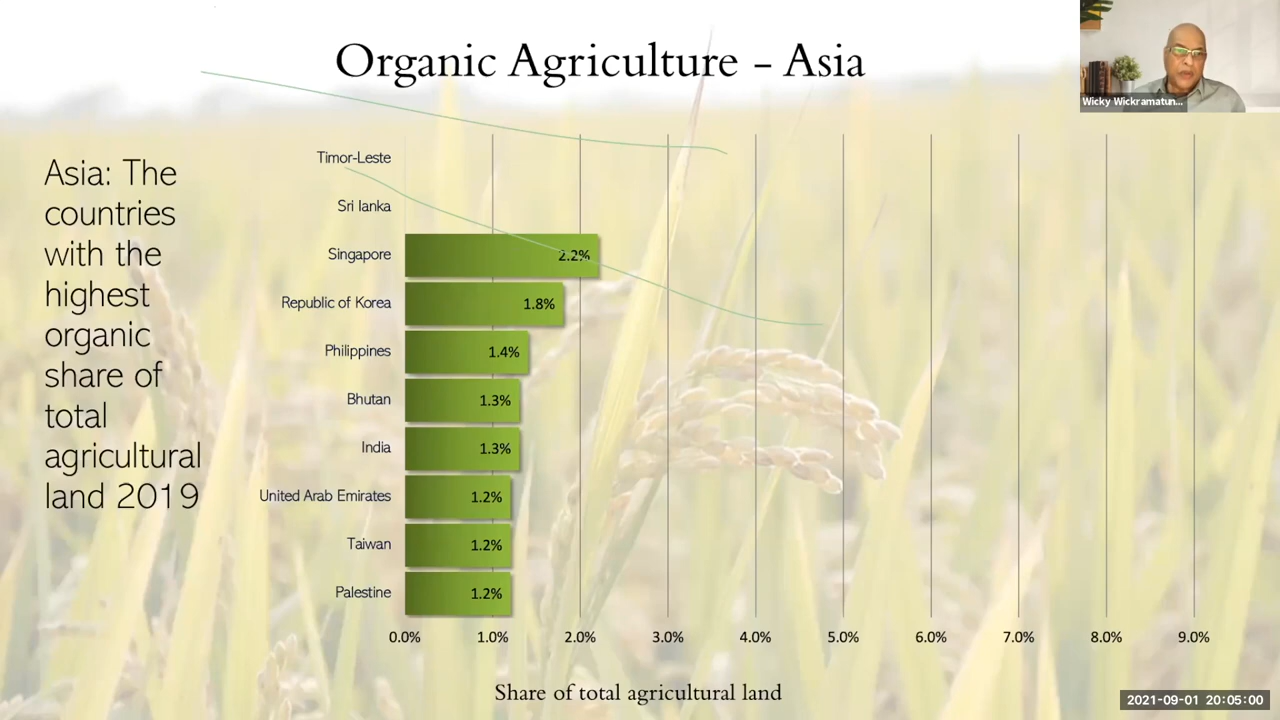 Organic Agriculture – Asia
Wicky Wickramatun...
Asia: The
countries
with the
highest
organic
share of
total
agricultural
land 2019
Timor-Leste
Sri lanka
Singapore 2.2%
Republic of Korea 1.8%
Philippines 1.4%
Bhutan 1.3%
India 1.3%
United Arab Emirates 1.2%
Taiwan 1.2%
Palestine 1.2%
0.0% 1.0% 2.0% 3.0% 4.0% 5.0% 6.0% 7.0% 8.0% 9.0%
Share of total agricultural land
2021-09-01 20:05:00